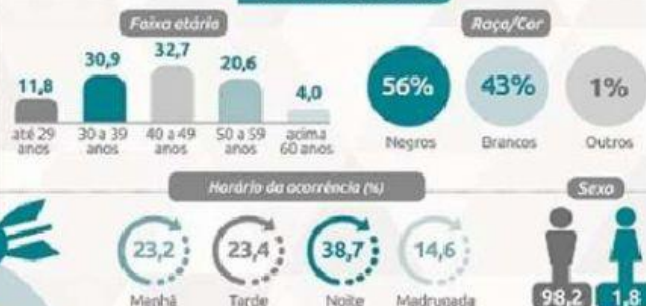 Faixa etária
11,8
30,9
32,7
20,6
4,0
até 29 anos
30 a 39 anos
40 a 49 anos
50 a 59 anos
acima 60 anos
Raça/Cor
56%
43%
1%
Negros
Brancos
Outros
Horário da ocorrência (%)
23,2
23,4
38,7
14,6
Manhã
Tarde
Noite
Madrugada
Sexo
98,2
1,8